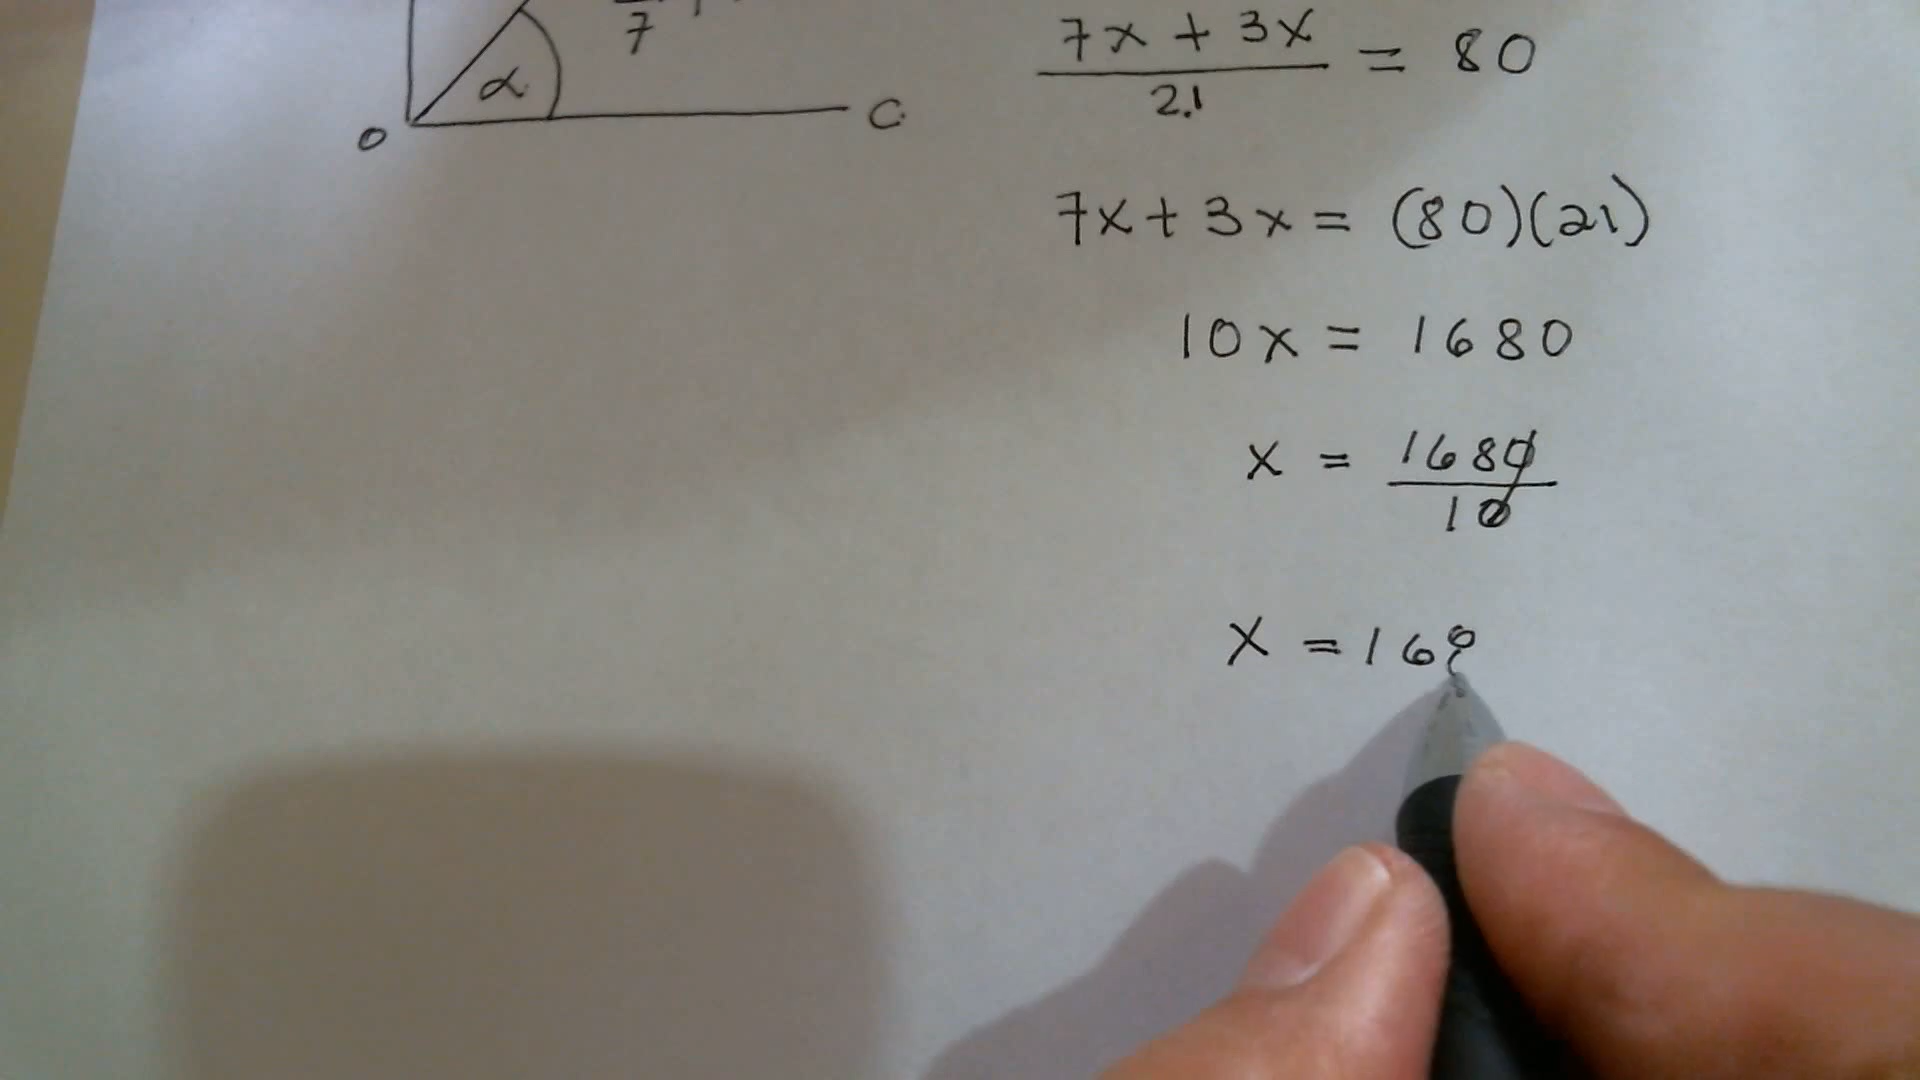 7
α
O
C
7x + 3x
21
= 80
7x + 3x = (80)(21)
10x = 1680
x = 1680
10
x = 168